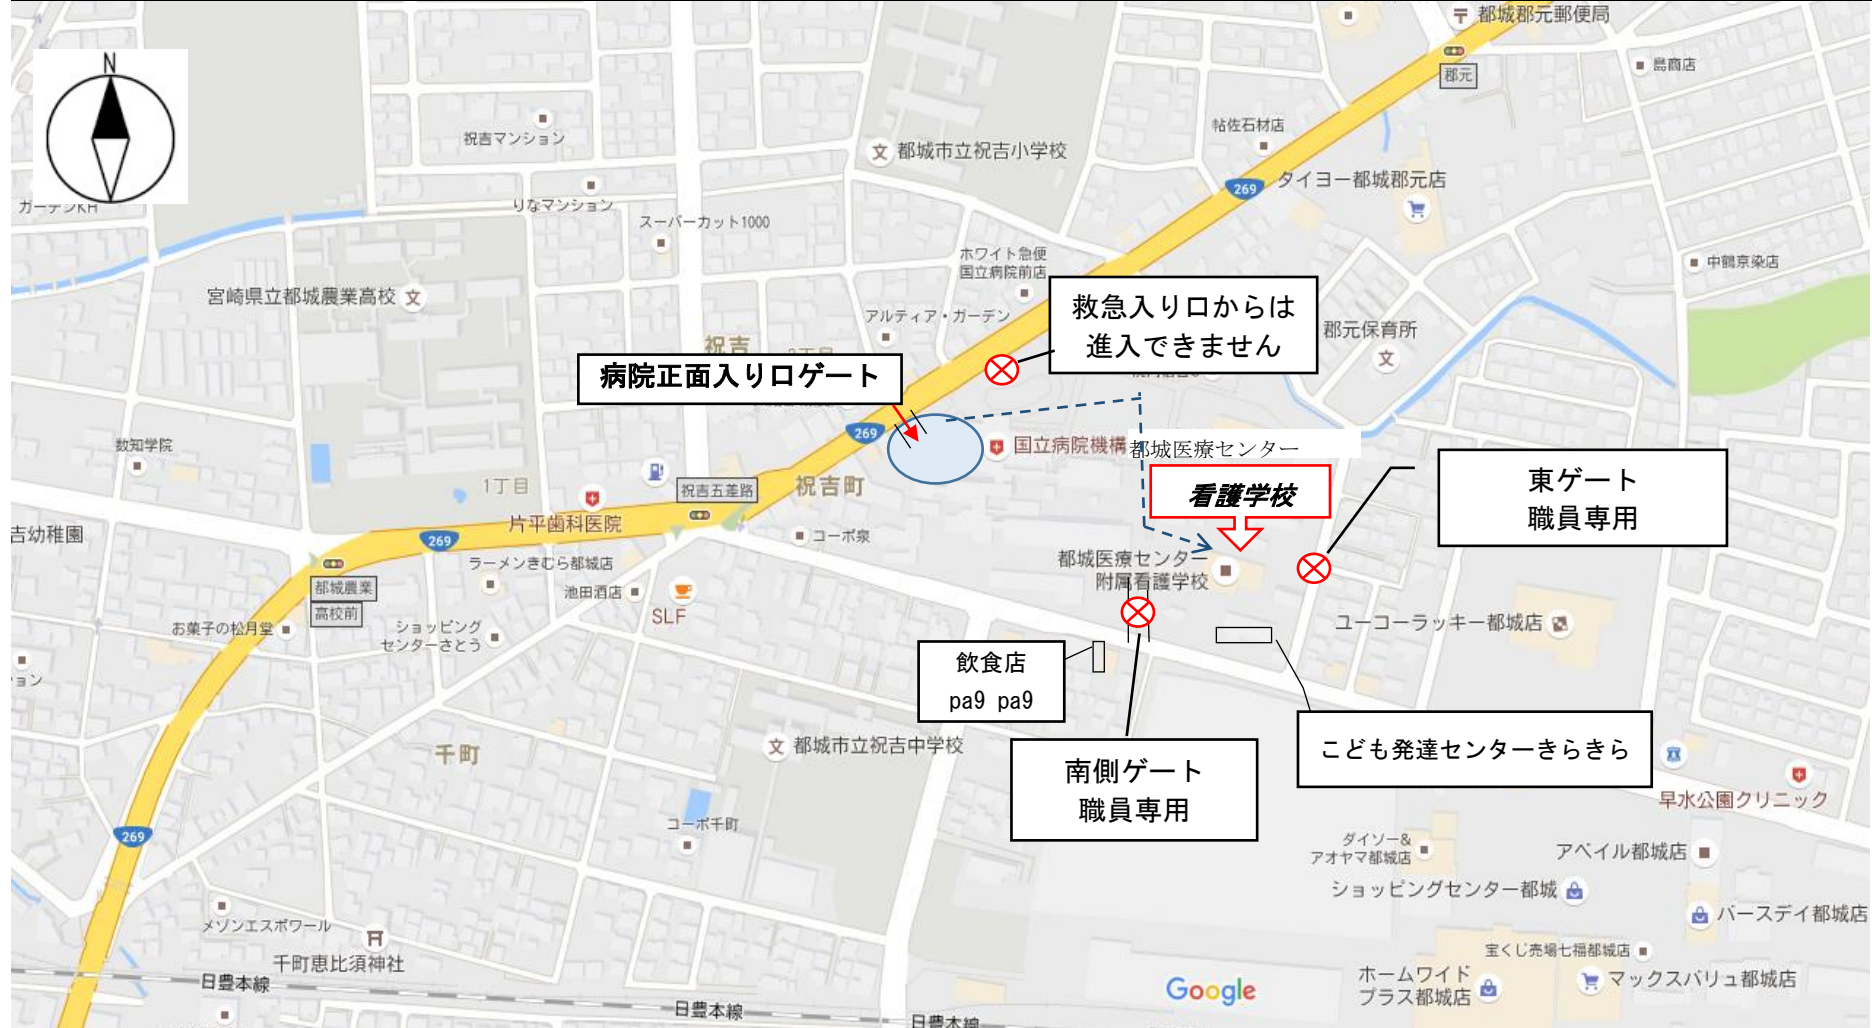 都城郡元郵便局
郡元
島商店
N
祝吉マンション
都城市立祝吉小学校
帖佐石材店
269
タイヨー都城郡元店
ガーデンKH
りなマンション
スーパーカット1000
ホワイト急便
国立病院前店
中鶴京染店
宮崎県立都城農業高校
アルティア・ガーデン
救急入り口からは
進入できません
郡元保育所
祝吉
病院正面入り口ゲート
269
国立病院機構
都城医療センター
数知学院
1丁目
祝吉五差路
祝吉町
看護学校
東ゲート
職員専用
片平歯科医院
吉幼稚園
269
コーポ泉
ラーメンきむら都城店
都城医療センター
附属看護学校
都城農業
高校前
池田酒店
SLF
お菓子の松月堂
ショッピング
センターさとう
ユーコーラッキー都城店
飲食店
pa9 pa9
ョン
千町
都城市立祝吉中学校
南側ゲート
職員専用
こども発達センターきらきら
早水公園クリニック
コーポ千町
269
ダイソー&
アオヤマ都城店
アベイル都城店
ショッピングセンター都城
バースデイ都城店
メゾンエスポワール
千町恵比須神社
宝くじ売場七福都城店
ホームワイド
プラス都城店
マックスバリュ都城店
日豊本線
日豊本線
日豊本線
Google